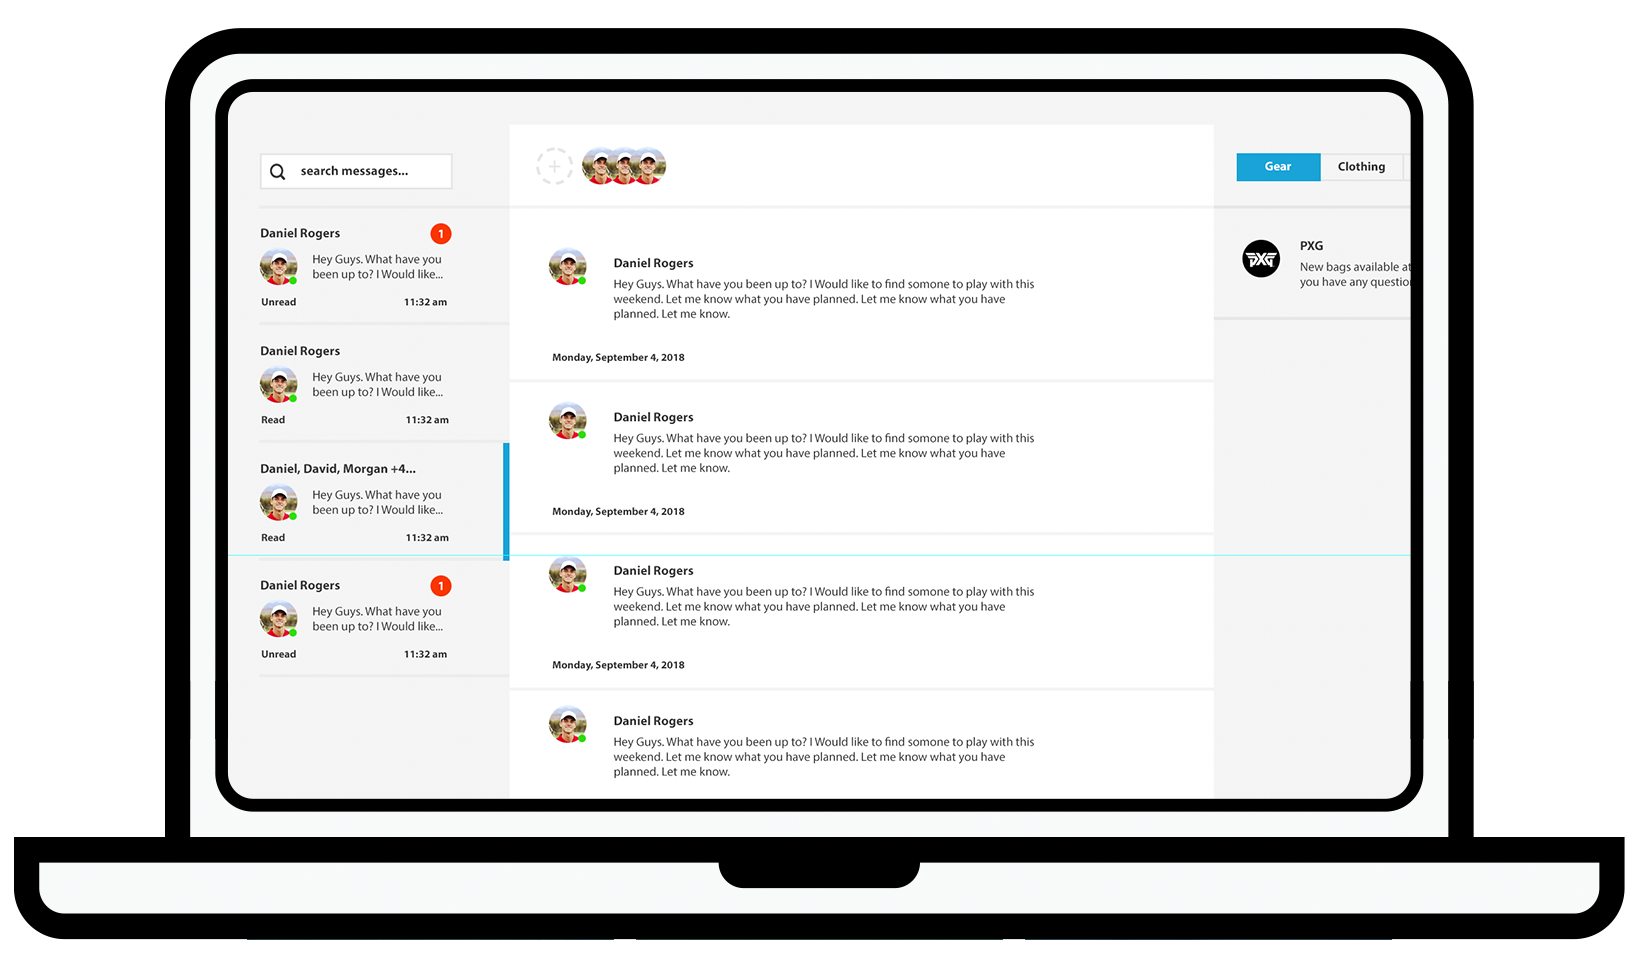 search messages...
Daniel Rogers
1
Hey Guys. What have you
been up to? I Would like...
Unread 11:32 am
Daniel Rogers
Hey Guys. What have you
been up to? I Would like...
Read 11:32 am
Daniel, David, Morgan +4...
Hey Guys. What have you
been up to? I Would like...
Read 11:32 am
Daniel Rogers
1
Hey Guys. What have you
been up to? I Would like...
Unread 11:32 am
Daniel Rogers
Hey Guys. What have you been up to? I Would like to find somone to play with this
weekend. Let me know what you have planned. Let me know what you have
planned. Let me know.
Monday, September 4, 2018
Daniel Rogers
Hey Guys. What have you been up to? I Would like to find somone to play with this
weekend. Let me know what you have planned. Let me know what you have
planned. Let me know.
Monday, September 4, 2018
Daniel Rogers
Hey Guys. What have you been up to? I Would like to find somone to play with this
weekend. Let me know what you have planned. Let me know what you have
planned. Let me know.
Monday, September 4, 2018
Daniel Rogers
Hey Guys. What have you been up to? I Would like to find somone to play with this
weekend. Let me know what you have planned. Let me know what you have
planned. Let me know.
Gear Clothing
PXG
PXG
New bags available at
you have any question